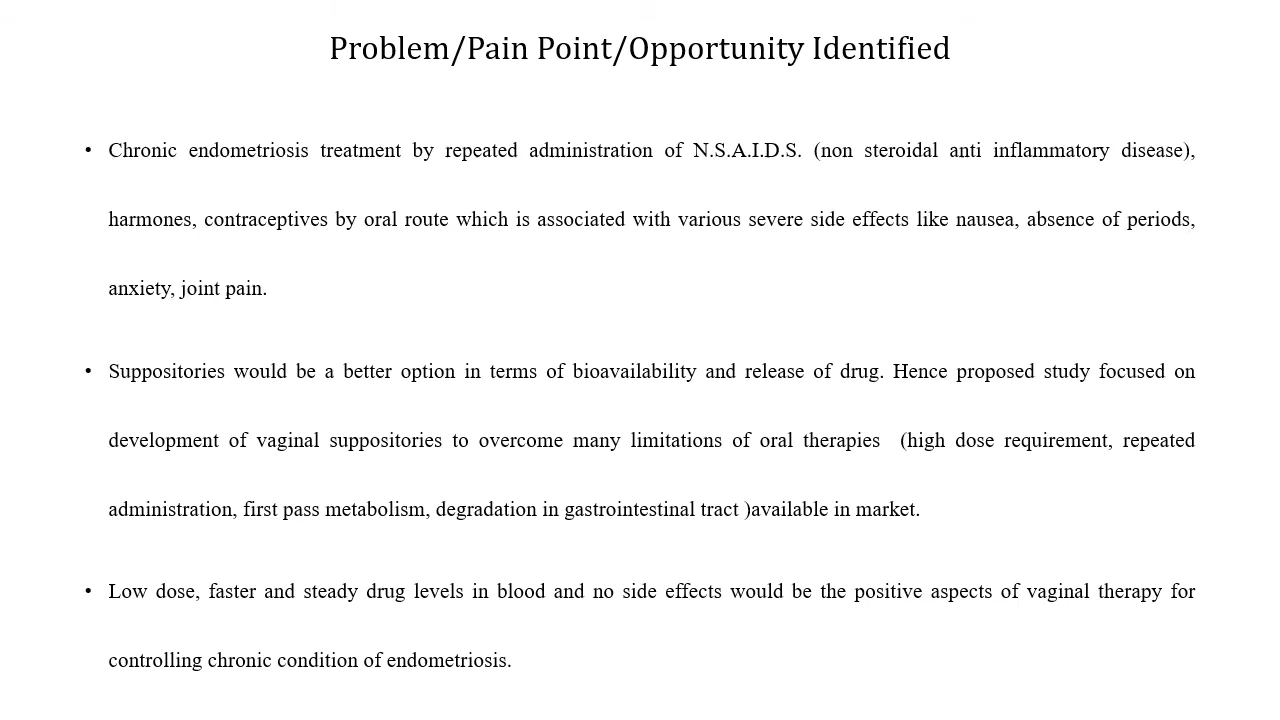 Problem/Pain Point/Opportunity Identified
• Chronic endometriosis treatment by repeated administration of N.S.A.I.D.S. (non steroidal anti inflammatory disease),
harmones, contraceptives by oral route which is associated with various severe side effects like nausea, absence of periods,
anxiety, joint pain.
• Suppositories would be a better option in terms of bioavailability and release of drug. Hence proposed study focused on
development of vaginal suppositories to overcome many limitations of oral therapies (high dose requirement, repeated
administration, first pass metabolism, degradation in gastrointestinal tract )available in market.
• Low dose, faster and steady drug levels in blood and no side effects would be the positive aspects of vaginal therapy for
controlling chronic condition of endometriosis.